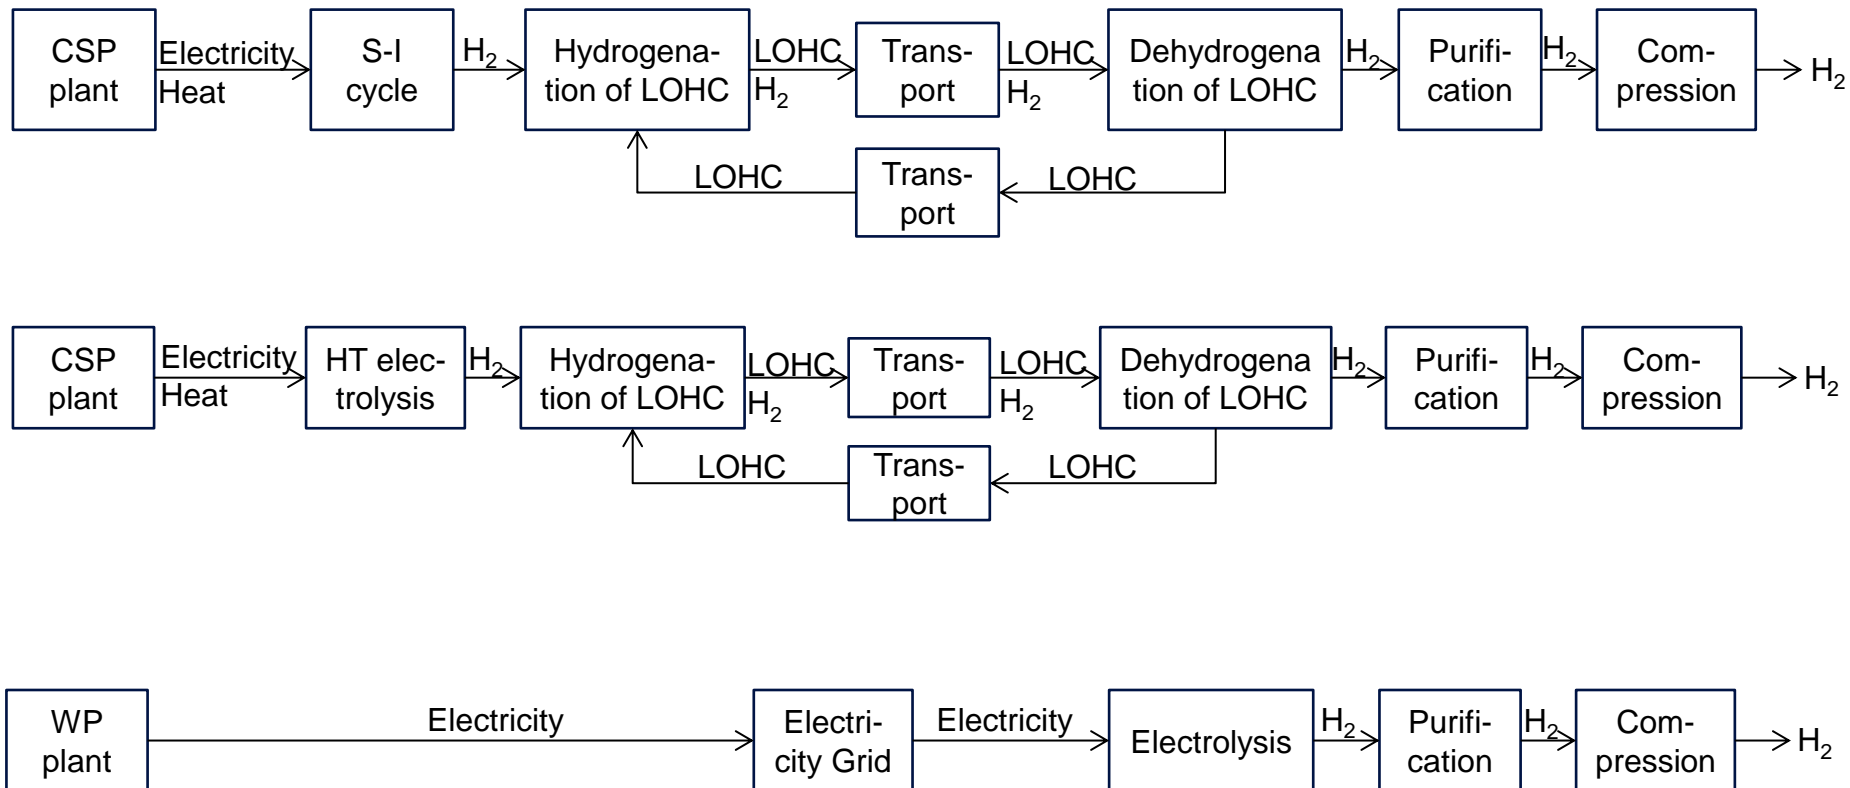 CSP
plant
Electricity
Heat
S-I
cycle
H2
Hydrogena-
tion of LOHC
LOHC
H2
Trans-
port
LOHC
H2
Dehydrogena
tion of LOHC
H2
Purifi-
cation
H2
Com-
pression
H2
LOHC
Trans-
port
LOHC
CSP
plant
Electricity
Heat
HT elec-
trolysis
H2
Hydrogena-
tion of LOHC
LOHC
H2
Trans-
port
LOHC
H2
Dehydrogena
tion of LOHC
H2
Purifi-
cation
H2
Com-
pression
H2
LOHC
Trans-
port
LOHC
WP
plant
Electricity
Electri-
city Grid
Electricity
Electrolysis
H2
Purifi-
cation
H2
Com-
pression
H2